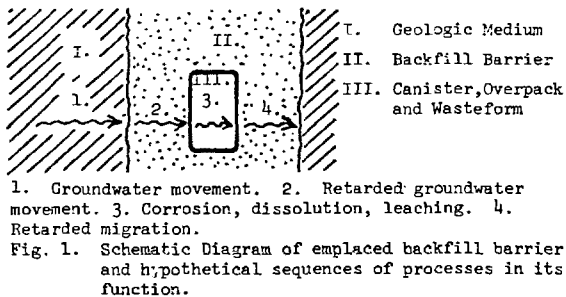 I.
II.
III.
1.
2.
3.
4
I. Geologic Medium
II. Backfill Barrier
III. Canister, Overpack
and Wasteform
1. Groundwater movement. 2. Retarded groundwater
movement. 3. Corrosion, dissolution, leaching. 4.
Retarded migration.
Fig. 1. Schematic Diagram of emplaced backfill barrier
and hypothetical sequences of processes in its
function.